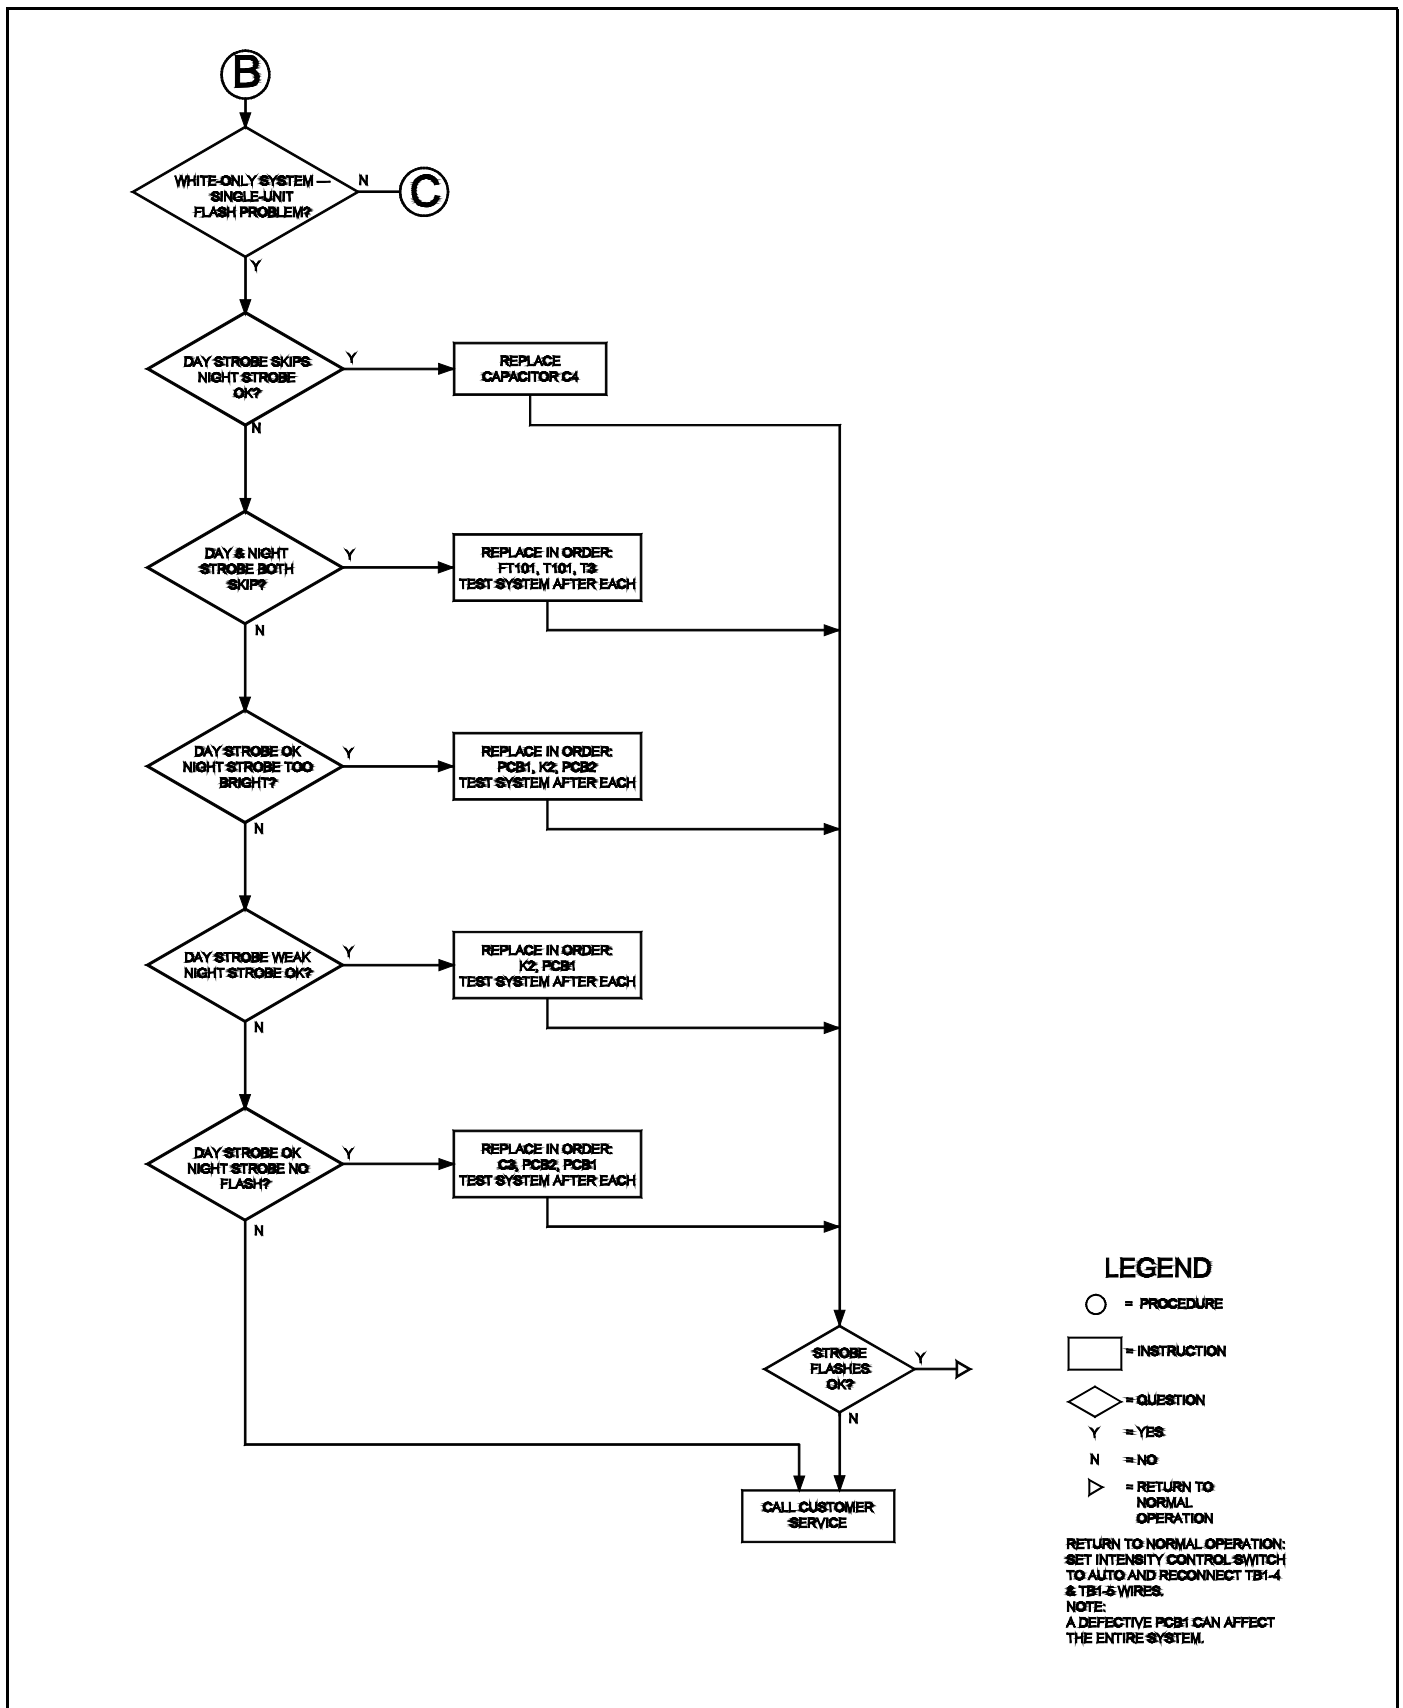 B
WHITE-ONLY SYSTEM —
SINGLE-UNIT
FLASH PROBLEM?
N
C
Y
DAY STROBE SKIPS
NIGHT STROBE
OK?
Y
REPLACE
CAPACITOR C4
N
DAY & NIGHT
STROBE BOTH
SKIP?
Y
REPLACE IN ORDER:
FT101, T101, T3
TEST SYSTEM AFTER EACH
N
DAY STROBE OK
NIGHT STROBE TOO
BRIGHT?
Y
REPLACE IN ORDER:
PCB1, K2, PCB2
TEST SYSTEM AFTER EACH
N
DAY STROBE WEAK
NIGHT STROBE OK?
Y
REPLACE IN ORDER:
K2, PCB1
TEST SYSTEM AFTER EACH
N
DAY STROBE OK
NIGHT STROBE NO
FLASH?
Y
REPLACE IN ORDER:
C3, PCB2, PCB1
TEST SYSTEM AFTER EACH
N
STROBE
FLASHES
OK?
Y
N
CALL CUSTOMER
SERVICE
LEGEND
= PROCEDURE
= INSTRUCTION
= QUESTION
Y = YES
N = NO
= RETURN TO
NORMAL
OPERATION
RETURN TO NORMAL OPERATION:
SET INTENSITY CONTROL SWITCH
TO AUTO AND RECONNECT TB1-4
& TB1-5 WIRES.
NOTE:
A DEFECTIVE PCB1 CAN AFFECT
THE ENTIRE SYSTEM.